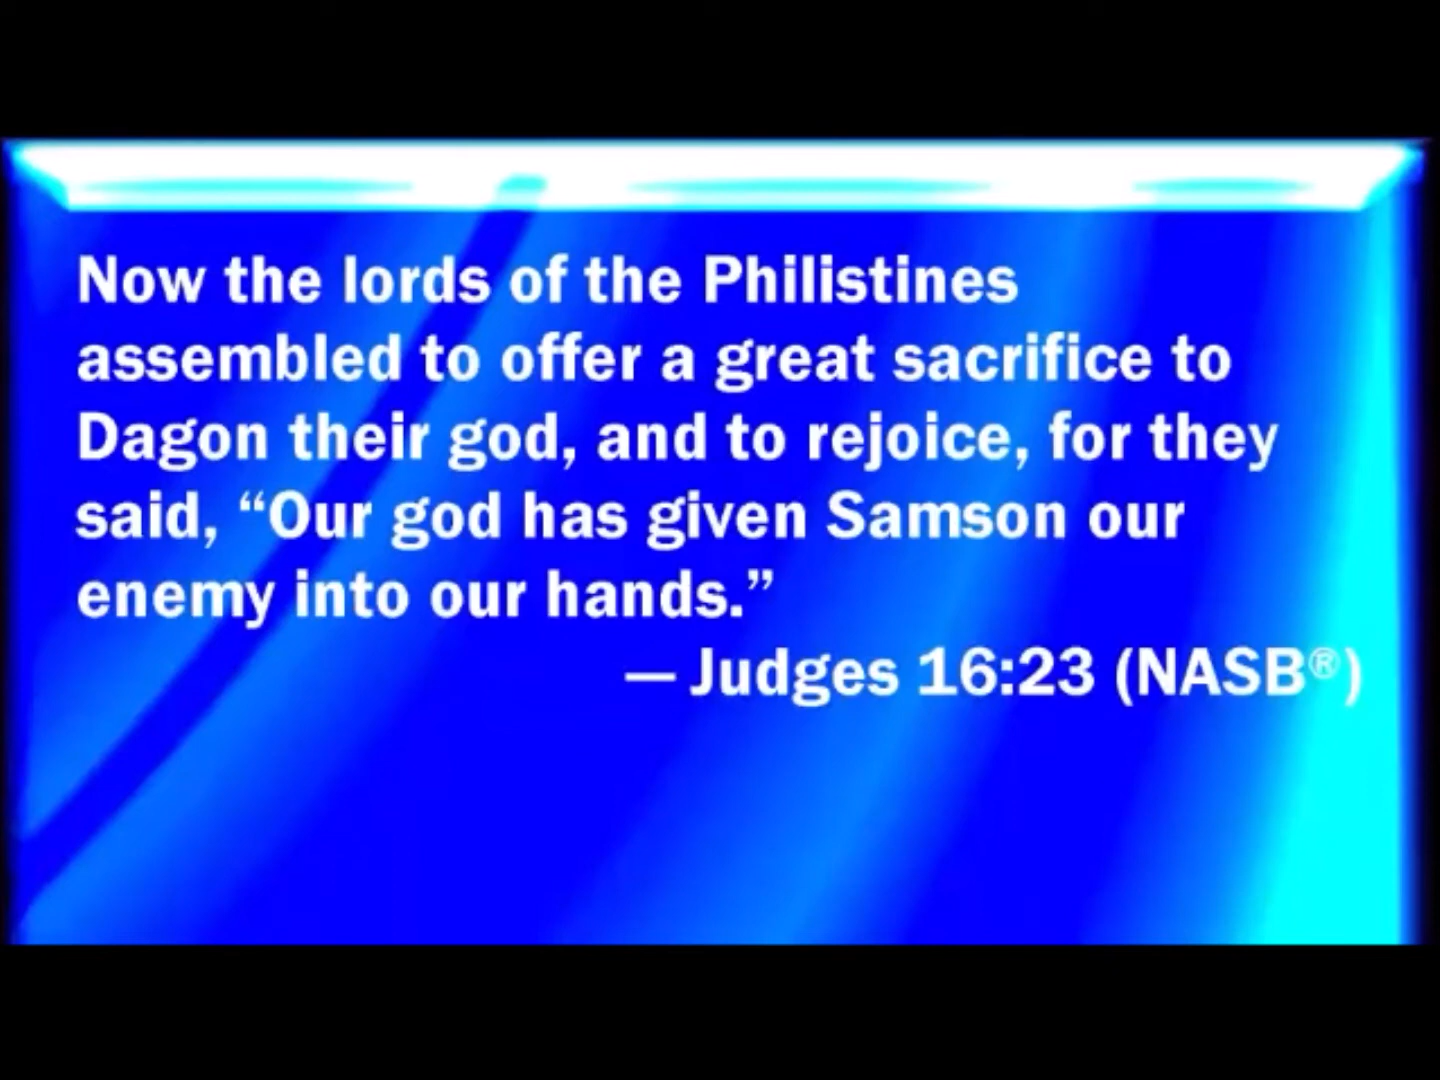 Now the lords of the Philistines
assembled to offer a great sacrifice to
Dagon their god, and to rejoice, for they
said, “Our god has given Samson our
enemy into our hands.”
— Judges 16:23 (NASB®)